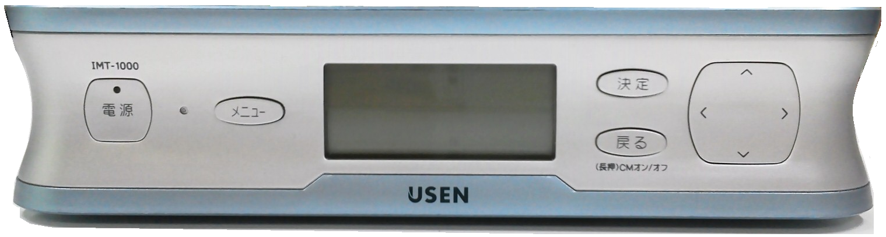 IMT-1000
電源
メニュー
決定
戻る
(長押)CMオン/オフ
USEN